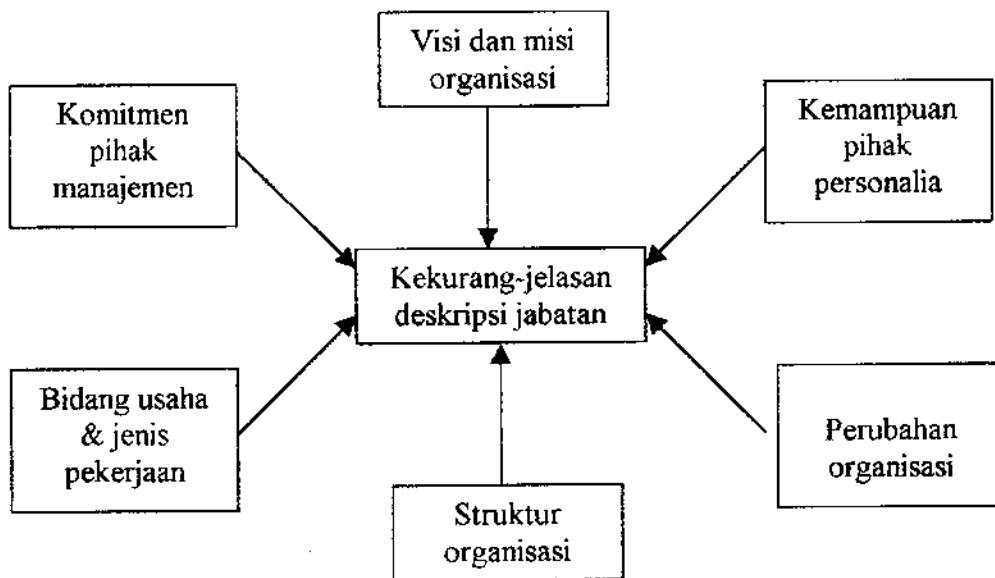 Visi dan misi
organisasi
Komitmen
pihak
manajemen
Kemampuan
pihak
personalia
Kekurang-jelasan
deskripsi jabatan
Bidang usaha
& jenis
pekerjaan
Struktur
organisasi
Perubahan
organisasi